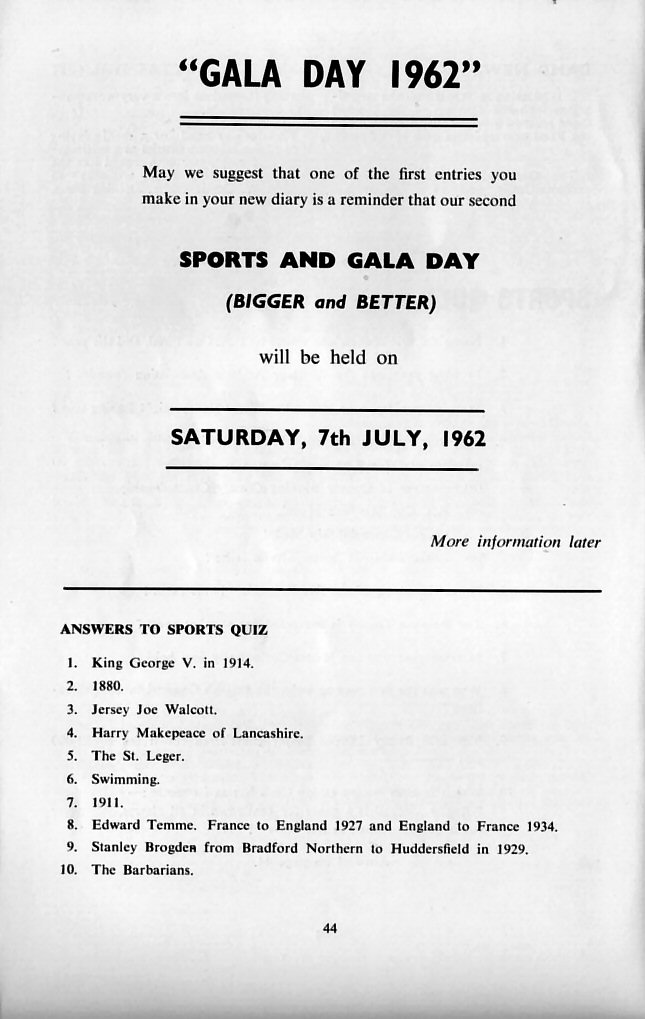 “GALA DAY 1962”
May we suggest that one of the first entries you
make in your new diary is a reminder that our second
SPORTS AND GALA DAY
(BIGGER and BETTER)
will be held on
SATURDAY, 7th JULY, 1962
More information later
ANSWERS TO SPORTS QUIZ
1. King George V. in 1914.
2. 1880.
3. Jersey Joe Walcott.
4. Harry Makepeace of Lancashire.
5. The St. Leger.
6. Swimming.
7. 1911.
8. Edward Temme. France to England 1927 and England to France 1934.
9. Stanley Brogden from Bradford Northern to Huddersfield in 1929.
10. The Barbarians.
44